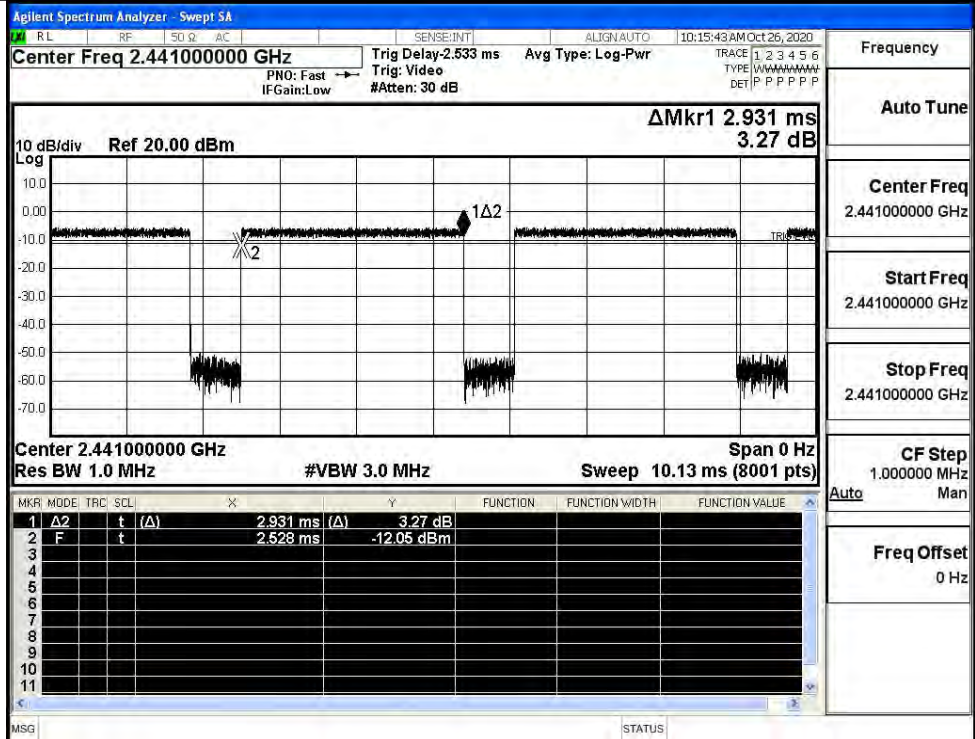 Agilent Spectrum Analyzer - Swept SA
LXI RL RF 50 Ω AC SENSE:INT ALIGNAUTO 10:15:43 AM Oct 26, 2020
Center Freq 2.441000000 GHz
PNO: Fast
IFGain:Low
Trig Delay-2.533 ms
Trig: Video
#Atten: 30 dB
Avg Type: Log-Pwr
TRACE 1 2 3 4 5 6
TYPE WWWWWW
DET P P P P P P
ΔMkr1 2.931 ms
3.27 dB
10 dB/div Ref 20.00 dBm
Log
10.0
0.00
-10.0
-20.0
-30.0
-40.0
-50.0
-60.0
-70.0
1Δ2
2
Center 2.441000000 GHz Span 0 Hz
Res BW 1.0 MHz #VBW 3.0 MHz Sweep 10.13 ms (8001 pts)
MKR MODE TRC SCL X Y FUNCTION FUNCTION WIDTH FUNCTION VALUE
1 Δ2 t (Δ) 2.931 ms (Δ) 3.27 dB
2 F t 2.528 ms -12.05 dBm
3
4
5
6
7
8
9
10
11
MSG STATUS
Frequency
Auto Tune
Center Freq
2.441000000 GHz
Start Freq
2.441000000 GHz
Stop Freq
2.441000000 GHz
CF Step
1.000000 MHz
Auto Man
Freq Offset
0 Hz